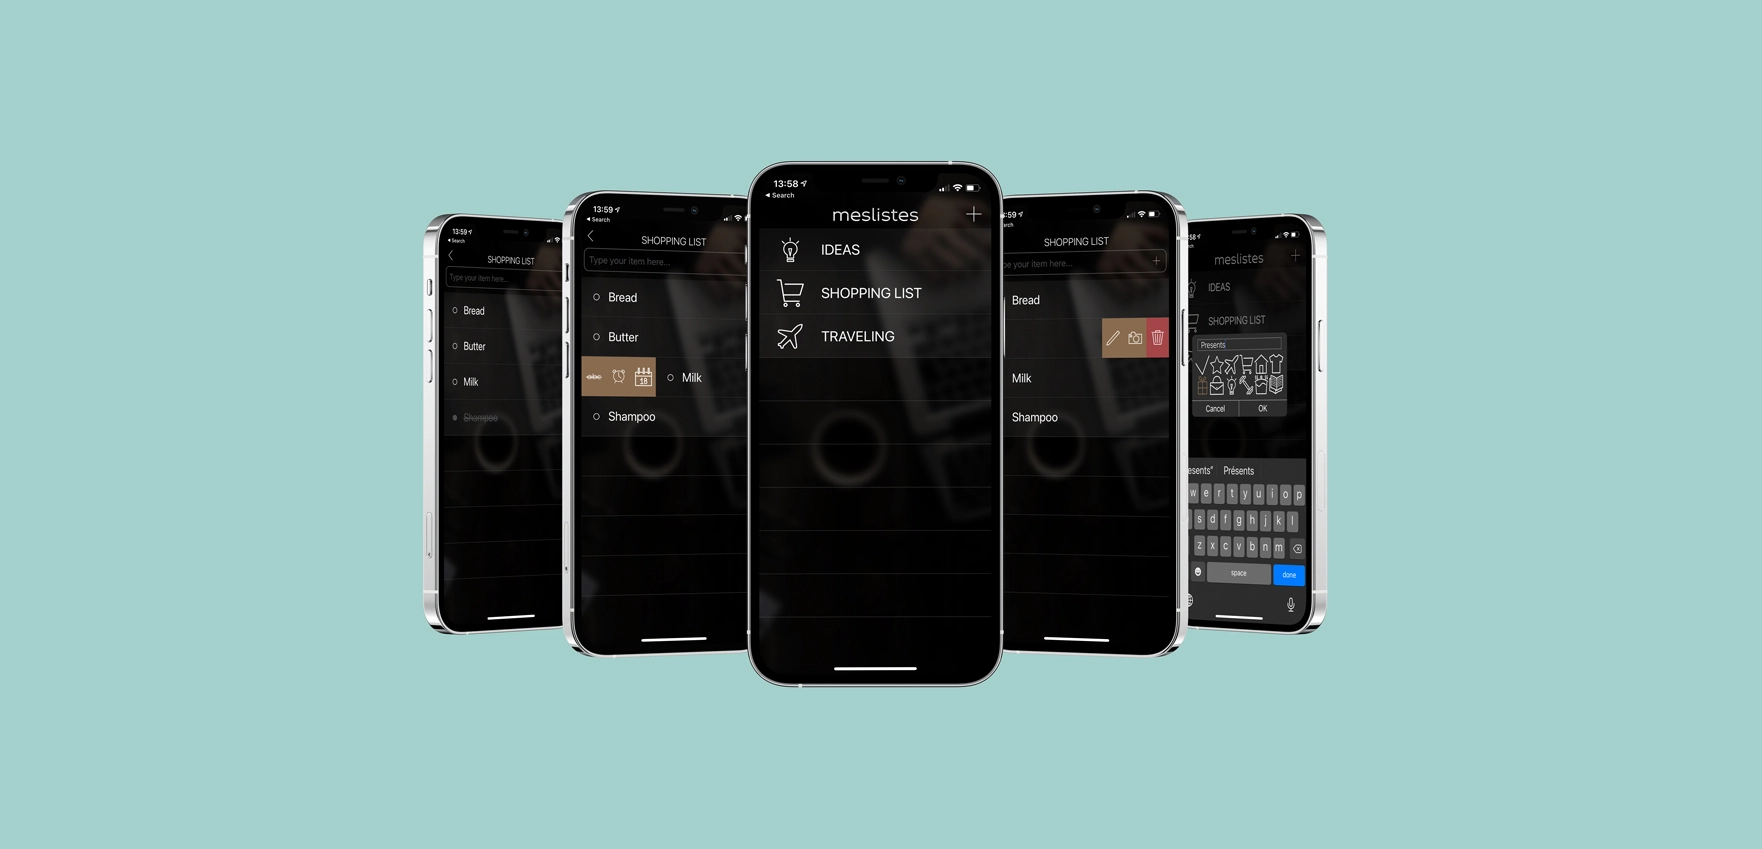 13:59
Search
SHOPPING LIST
Type your item here...
Bread
Butter
Milk
Shampoo
13:59
Search
SHOPPING LIST
Type your item here...
Bread
Butter
abc
18
Milk
Shampoo
13:58
Search
meslistes
IDEAS
SHOPPING LIST
TRAVELING
:59
arch
SHOPPING LIST
pe your item here...
Bread
Milk
Shampoo
:58
ch
meslistes
IDEAS
SHOPPING LIST
Presents
Cancel OK
esents" Présents
w e r t y u i o p
s d f g h j k l
z x c v b n m
space done